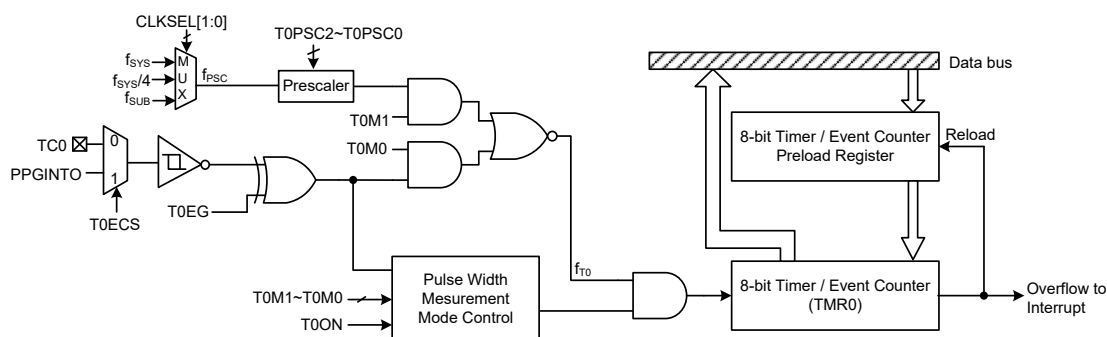 CLKSEL[1:0]
T0PSC2~T0PSC0
fSYS
fSYS/4
fSUB
M
U
X
fPSC
Prescaler
T0M1
Data bus
8-bit Timer / Event Counter
Preload Register
Reload
TC0
PPGINTO
0
1
T0ECS
T0EG
T0M0
fT0
Pulse Width
Mesurement
Mode Control
T0M1~T0M0
T0ON
8-bit Timer / Event Counter
(TMR0)
Overflow to
Interrupt